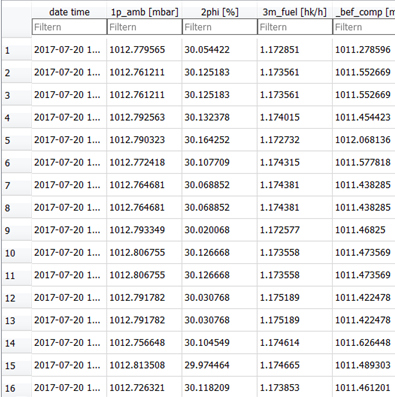 date time 1p_amb [mbar] 2phi [%] 3m_fuel [hk/h] _bef_comp [m
Filtern Filtern Filtern Filtern Filtern
1 2017-07-20 1... 1012.779565 30.054422 1.172851 1011.278596
2 2017-07-20 1... 1012.761211 30.125183 1.173561 1011.552669
3 2017-07-20 1... 1012.761211 30.125183 1.173561 1011.552669
4 2017-07-20 1... 1012.792563 30.132378 1.174015 1011.454423
5 2017-07-20 1... 1012.790323 30.164252 1.172732 1012.068136
6 2017-07-20 1... 1012.772418 30.107709 1.174315 1011.577818
7 2017-07-20 1... 1012.764681 30.068852 1.174381 1011.438285
8 2017-07-20 1... 1012.764681 30.068852 1.174381 1011.438285
9 2017-07-20 1... 1012.793349 30.020068 1.172577 1011.46825
10 2017-07-20 1... 1012.806755 30.126668 1.173558 1011.473569
11 2017-07-20 1... 1012.806755 30.126668 1.173558 1011.473569
12 2017-07-20 1... 1012.791782 30.030768 1.175189 1011.422478
13 2017-07-20 1... 1012.791782 30.030768 1.175189 1011.422478
14 2017-07-20 1... 1012.756648 30.104549 1.174614 1011.626448
15 2017-07-20 1... 1012.813508 29.974464 1.174665 1011.489303
16 2017-07-20 1... 1012.726321 30.118209 1.173853 1011.461201